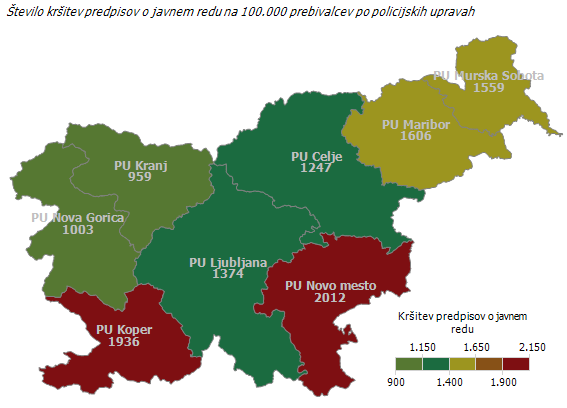 Število kršitev predpisov o javnem redu na 100.000 prebivalcev po policijskih upravah
PU Murska Sobota
1559
PU Maribor
1606
PU Celje
1247
PU Kranj
959
PU Nova Gorica
1003
PU Ljubljana
1374
PU Novo mesto
2012
PU Koper
1936
Kršitev predpisov o javnem
redu
1.150 1.650 2.150
900 1.400 1.900